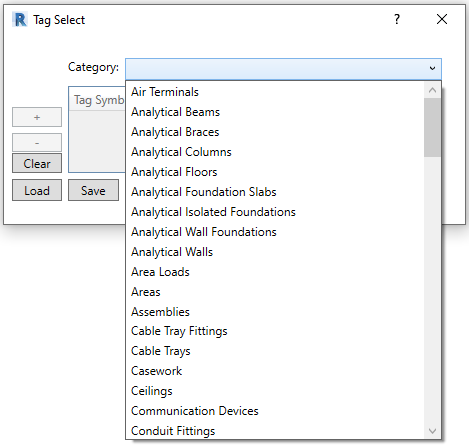 R Tag Select ?
Category:
Tag Symb
+
-
Clear
Load Save
Air Terminals
Analytical Beams
Analytical Braces
Analytical Columns
Analytical Floors
Analytical Foundation Slabs
Analytical Isolated Foundations
Analytical Wall Foundations
Analytical Walls
Area Loads
Areas
Assemblies
Cable Tray Fittings
Cable Trays
Casework
Ceilings
Communication Devices
Conduit Fittings